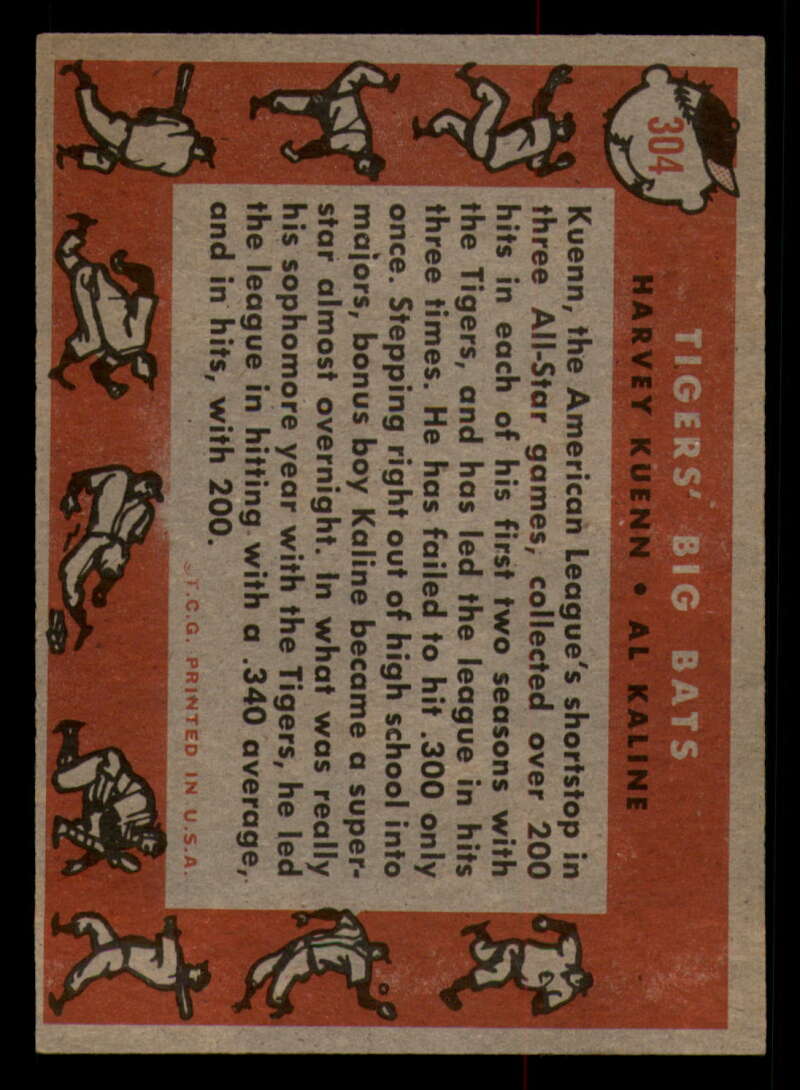 304
TIGERS' BIG BATS
HARVEY KUENN • AL KALINE
Kuenn, the American League's shortstop in
three All-Star games, collected over 200
hits in each of his first two seasons with
the Tigers, and has led the league in hits
three times. He has failed to hit .300 only
once. Stepping right out of high school into
majors, bonus boy Kaline became a super-
star almost overnight. In what was really
his sophomore year with the Tigers, he led
the league in hitting with a .340 average,
and in hits, with 200.
T.C.G. PRINTED IN U.S.A.